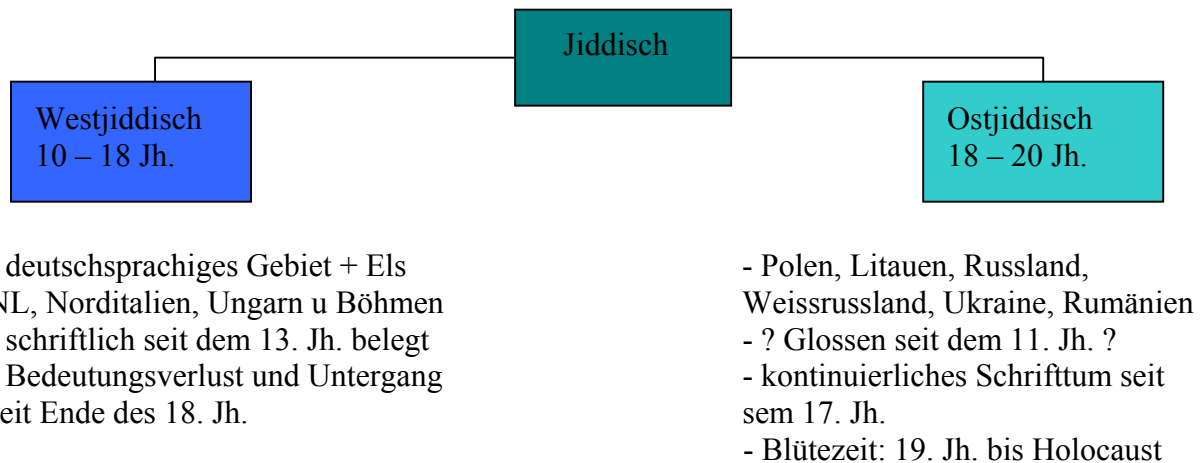 Jiddisch
Westjiddisch
10 – 18 Jh.
Ostjiddisch
18 – 20 Jh.
deutschsprachiges Gebiet + Els
NL, Norditalien, Ungarn u Böhmen
schriftlich seit dem 13. Jh. belegt
Bedeutungsverlust und Untergang
eit Ende des 18. Jh.
- Polen, Litauen, Russland,
Weissrussland, Ukraine, Rumänien
- ? Glossen seit dem 11. Jh. ?
- kontinuierliches Schrifttum seit
sem 17. Jh.
- Blütezeit: 19. Jh. bis Holocaust